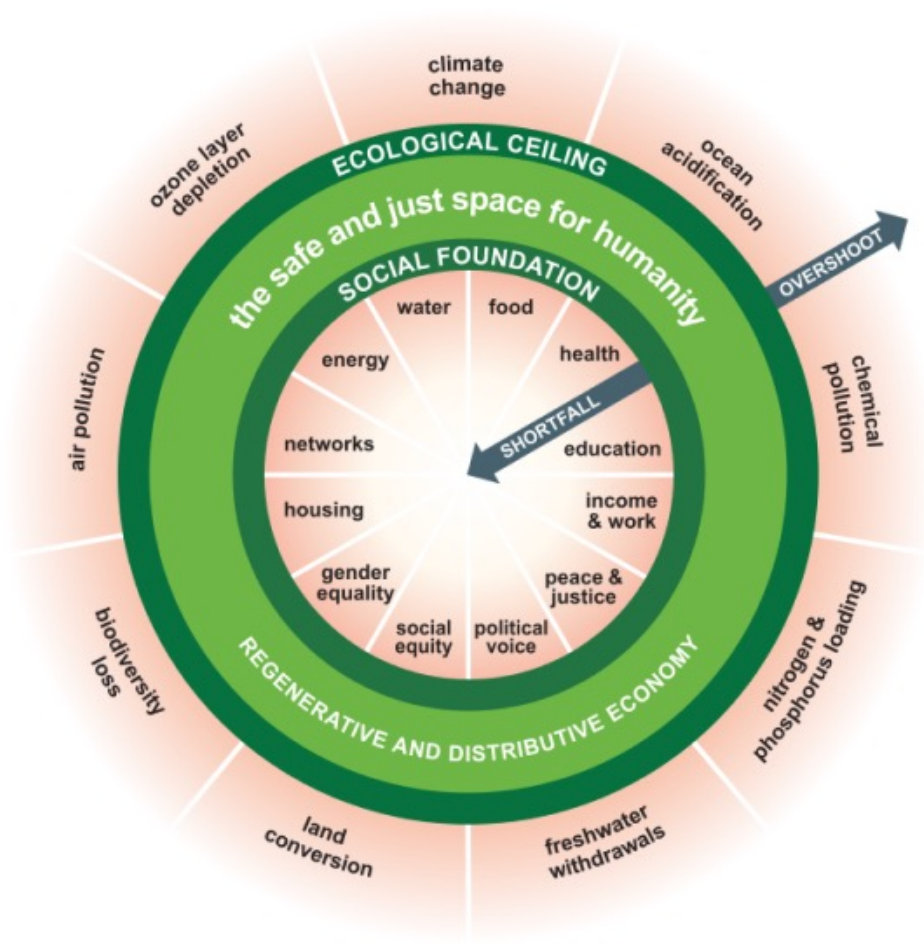 climate
change
ozone layer
depletion
ocean
acidification
ECOLOGICAL CEILING
the safe and just space for humanity
OVERSHOOT
SOCIAL FOUNDATION
water
food
energy
health
SHORTFALL
air pollution
chemical
pollution
networks
education
housing
income
& work
gender
equality
peace &
justice
social
equity
political
voice
REGENERATIVE AND DISTRIBUTIVE ECONOMY
biodiversity
loss
nitrogen &
phosphorus loading
land
conversion
freshwater
withdrawals